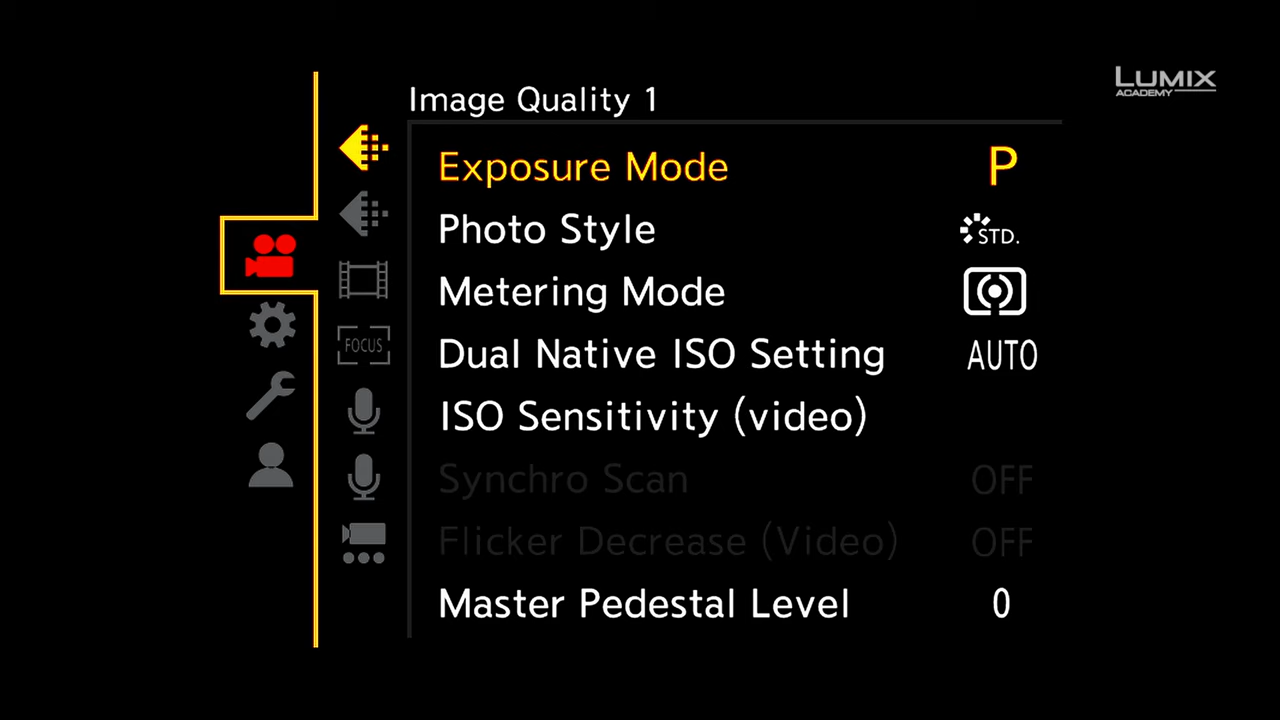 LUMIX
ACADEMY
Image Quality 1
Exposure Mode P
Photo Style STD.
Metering Mode
Dual Native ISO Setting AUTO
ISO Sensitivity (video)
Synchro Scan OFF
Flicker Decrease (Video) OFF
Master Pedestal Level 0
FOCUS